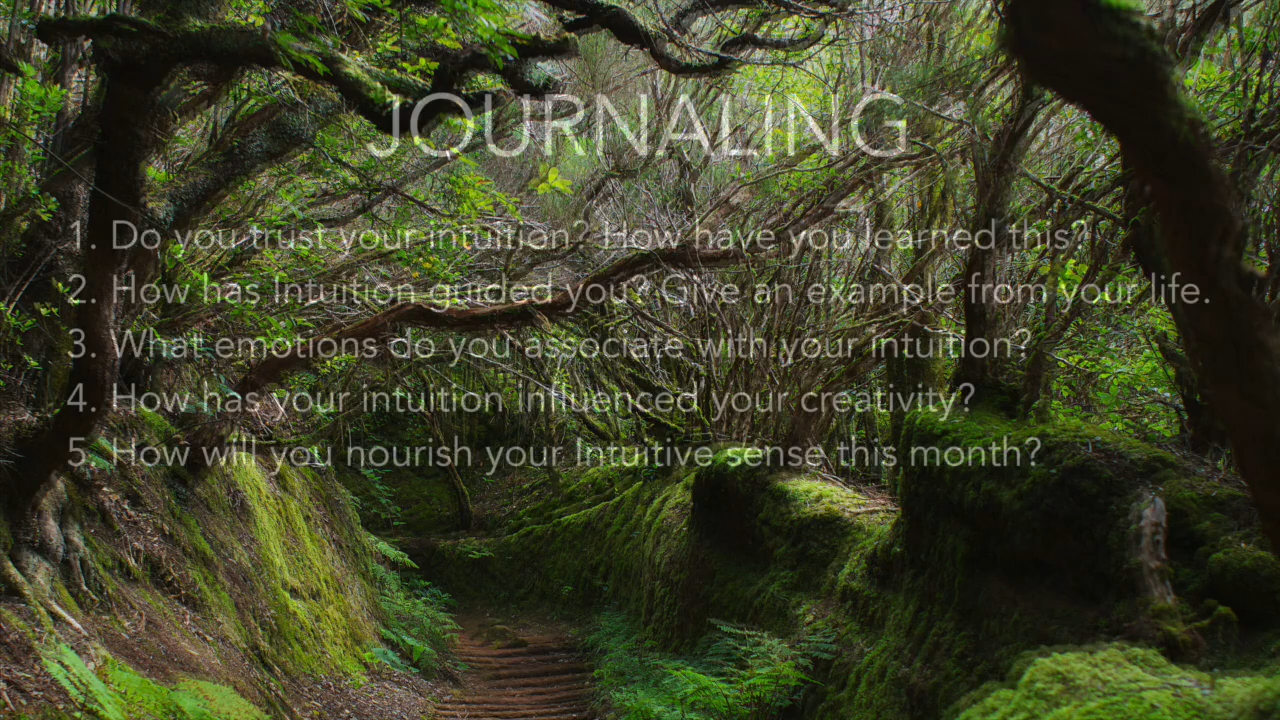 JOURNALING
1. Do you trust your intuition? How have you learned this?
2. How has Intuition guided you? Give an example from your life.
3. What emotions do you associate with your intuition?
4. How has your intuition influenced your creativity?
5. How will you nourish your Intuitive sense this month?